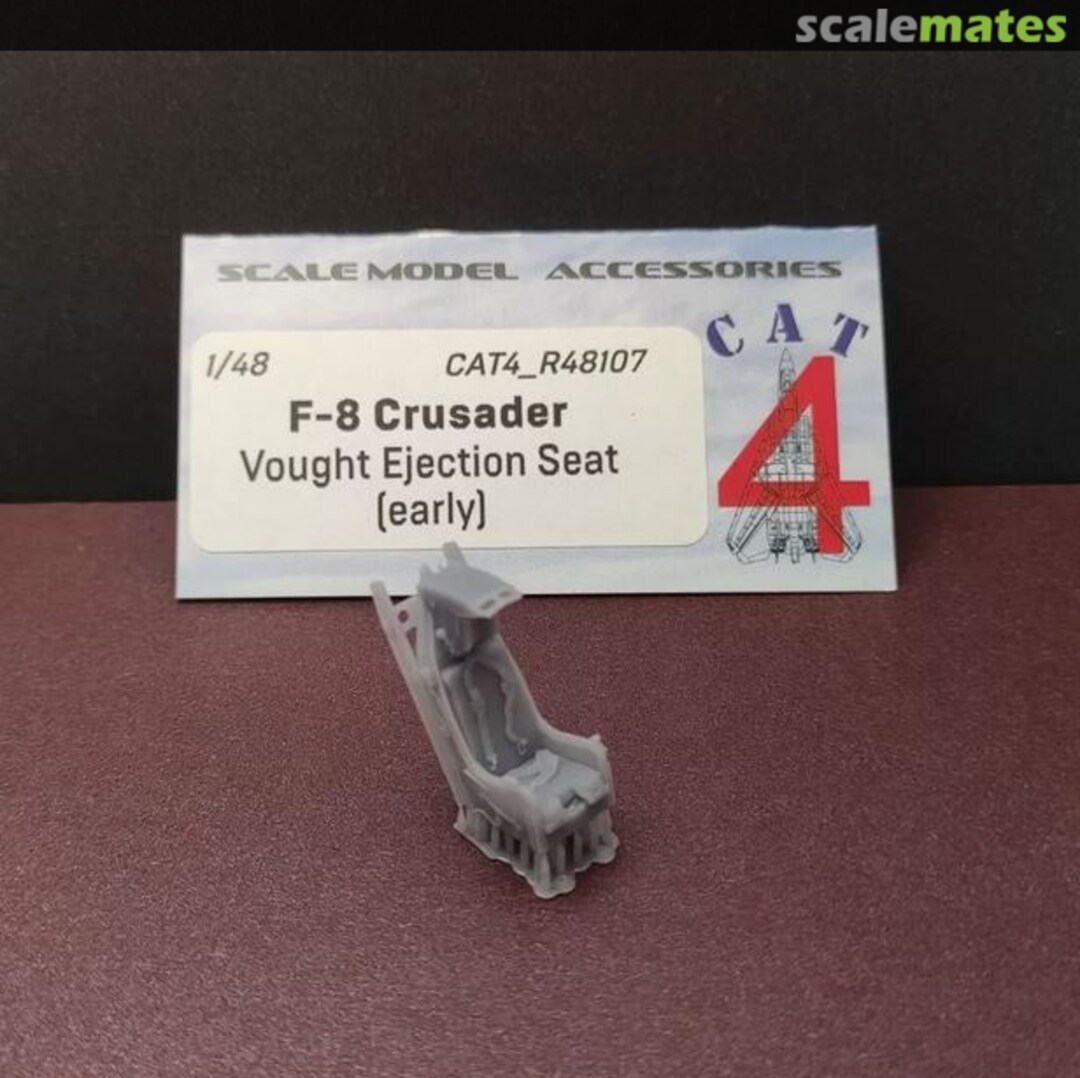 scalemates
SCALE MODEL ACCESSORIES
CAT
4
1/48 CAT4_R48107
F-8 Crusader
Vought Ejection Seat
(early)